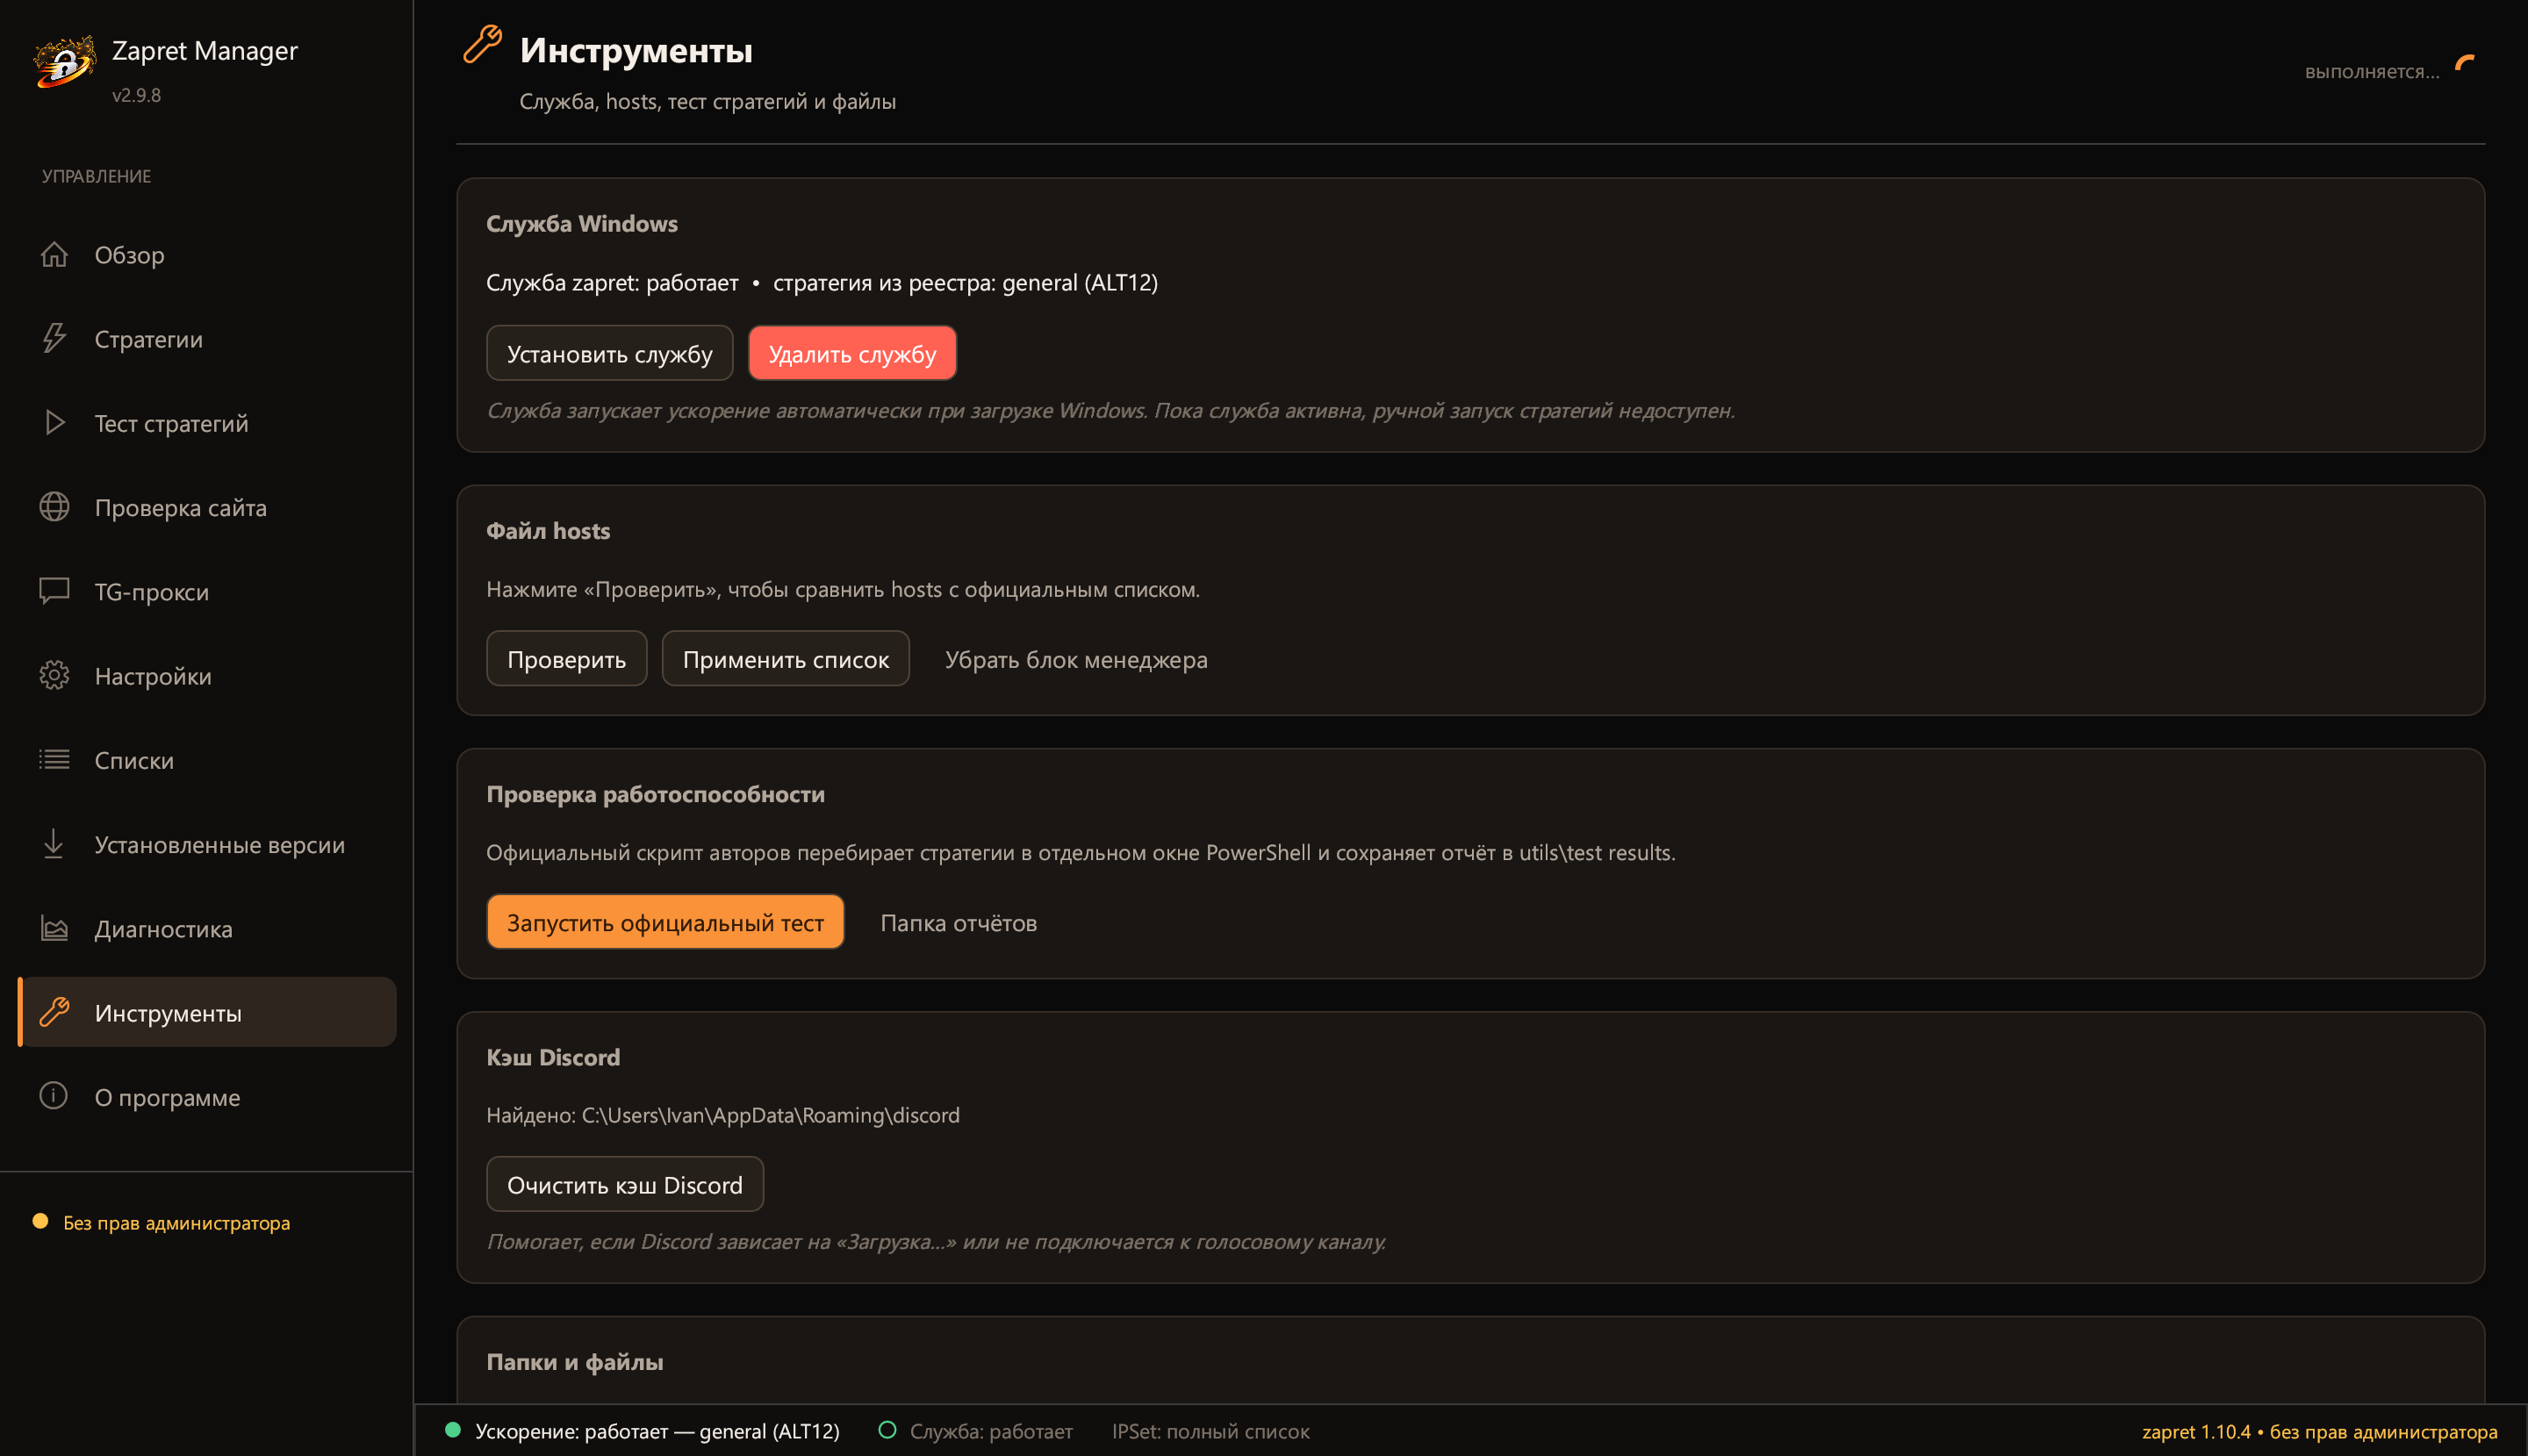 Zapret Manager
v2.9.8
УПРАВЛЕНИЕ
Обзор
Стратегии
Тест стратегий
Проверка сайта
TG-прокси
Настройки
Списки
Установленные версии
Диагностика
Инструменты
О программе
Без прав администратора
Инструменты
Служба, hosts, тест стратегий и файлы
выполняется...
Служба Windows
Служба zapret: работает • стратегия из реестра: general (ALT12)
Установить службу Удалить службу
Служба запускает ускорение автоматически при загрузке Windows. Пока служба активна, ручной запуск стратегий недоступен.
Файл hosts
Нажмите «Проверить», чтобы сравнить hosts с официальным списком.
Проверить Применить список Убрать блок менеджера
Проверка работоспособности
Официальный скрипт авторов перебирает стратегии в отдельном окне PowerShell и сохраняет отчёт в utils\test results.
Запустить официальный тест Папка отчётов
Кэш Discord
Найдено: C:\Users\Ivan\AppData\Roaming\discord
Очистить кэш Discord
Помогает, если Discord зависает на «Загрузка...» или не подключается к голосовому каналу.
Папки и файлы
Ускорение: работает — general (ALT12) Служба: работает IPSet: полный список zapret 1.10.4 • без прав администратора